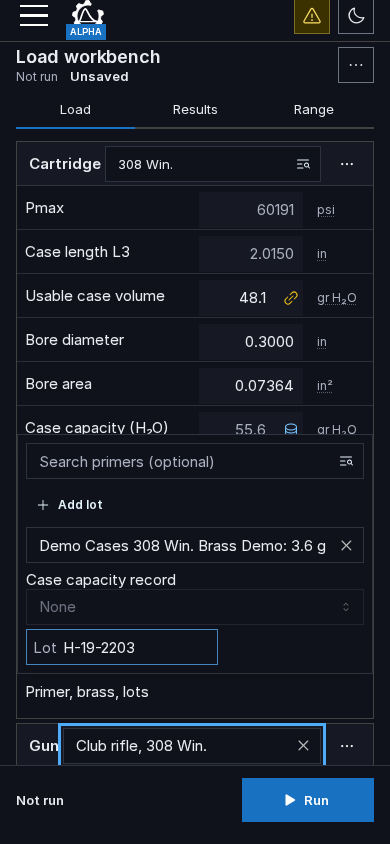 ALPHA
Load workbench
Not run Unsaved
Load Results Range
Cartridge 308 Win.
Pmax 60191 psi
Case length L3 2.0150 in
Usable case volume 48.1 gr H₂O
Bore diameter 0.3000 in
Bore area 0.07364 in²
Case capacity (H₂O) 55.6 gr H₂O
Search primers (optional)
Add lot
Demo Cases 308 Win. Brass Demo: 3.6 g
Case capacity record
None
Lot H-19-2203
Primer, brass, lots
Gun Club rifle, 308 Win.
Not run Run